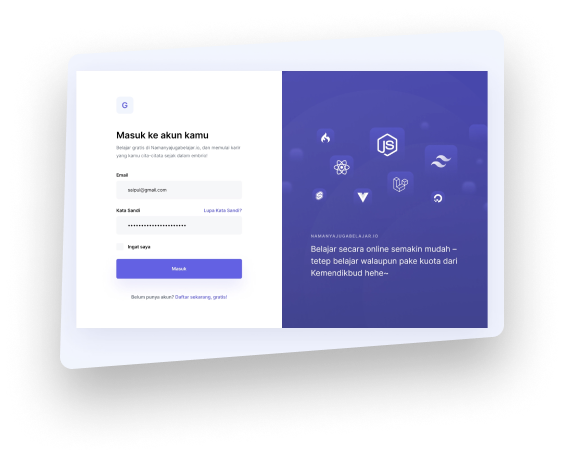 G
Masuk ke akun kamu
Belajar gratis di Namanyajugabelajar.io, dan memulai karir
yang kamu cita-citata sejak dalam embrio!
Email
saipul@gmail.com
Kata Sandi
Lupa Kata Sandi?
Ingat saya
Masuk
Belum punya akun? Daftar sekarang, gratis!
JS
NAMANYAJUGABELAJAR.IO
Belajar secara online semakin mudah –
tetep belajar walaupun pake kuota dari
Kemendikbud hehe~